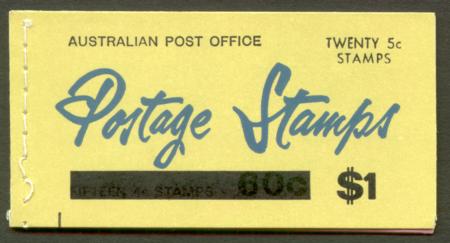 AUSTRALIAN POST OFFICE
TWENTY 5c
STAMPS
Postage Stamps
FIFTEEN 4c STAMPS 60c
$1